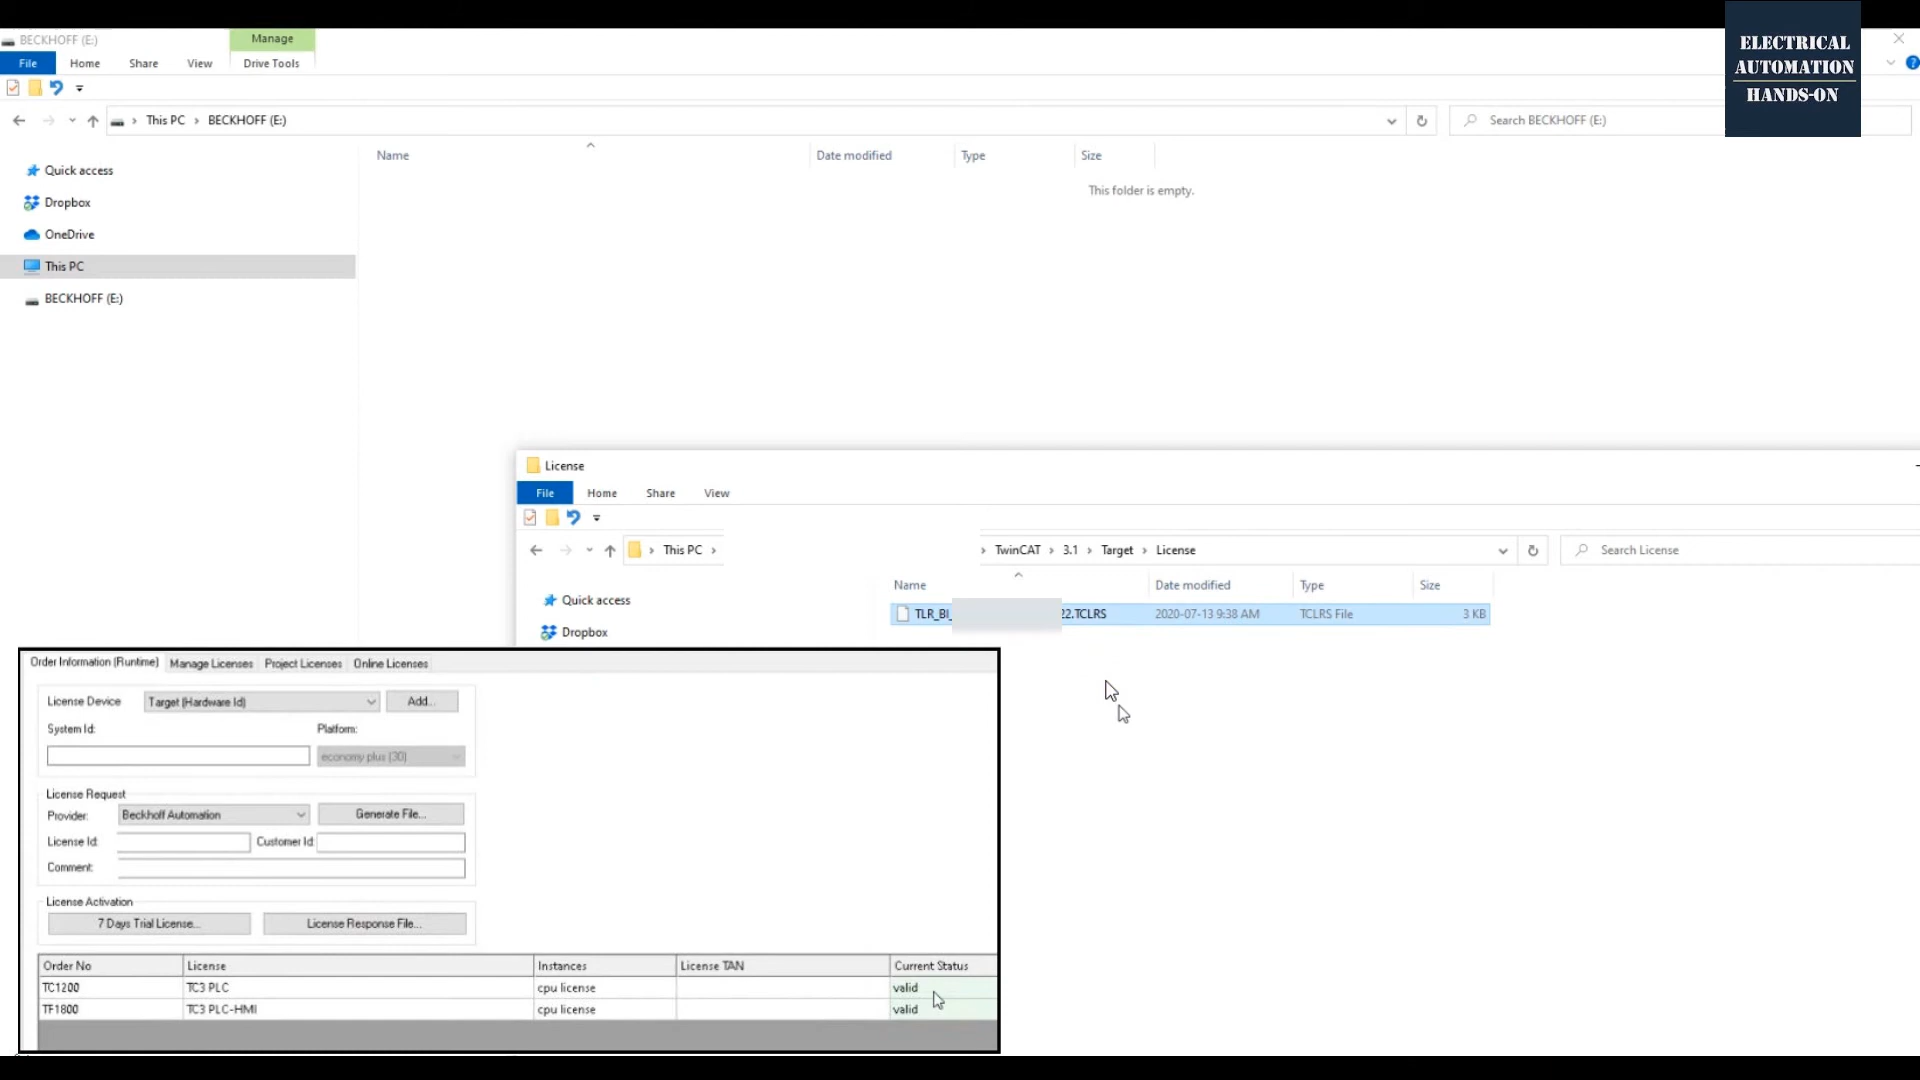 BECKHOFF (E:)
Manage
File Home Share View Drive Tools
This PC › BECKHOFF (E:)
Search BECKHOFF (E:)
ELECTRICAL
AUTOMATION
HANDS-ON
Name Date modified Type Size
This folder is empty.
Quick access
Dropbox
OneDrive
This PC
BECKHOFF (E:)
License
File Home Share View
This PC › › TwinCAT › 3.1 › Target › License
Search License
Name Date modified Type Size
Quick access
TLR_BI_ 22.TCLRS 2020-07-13 9:38 AM TCLRS File 3 KB
Dropbox
Order Information (Runtime) Manage Licenses Project Licenses Online Licenses
License Device Target (Hardware Id) Add...
System Id: Platform:
economy plus (30)
License Request
Provider: Beckhoff Automation Generate File...
License Id: Customer Id:
Comment:
License Activation
7 Days Trial License... License Response File...
Order No License Instances License TAN Current Status
TC1200 TC3 PLC cpu license valid
TF1800 TC3 PLC-HMI cpu license valid